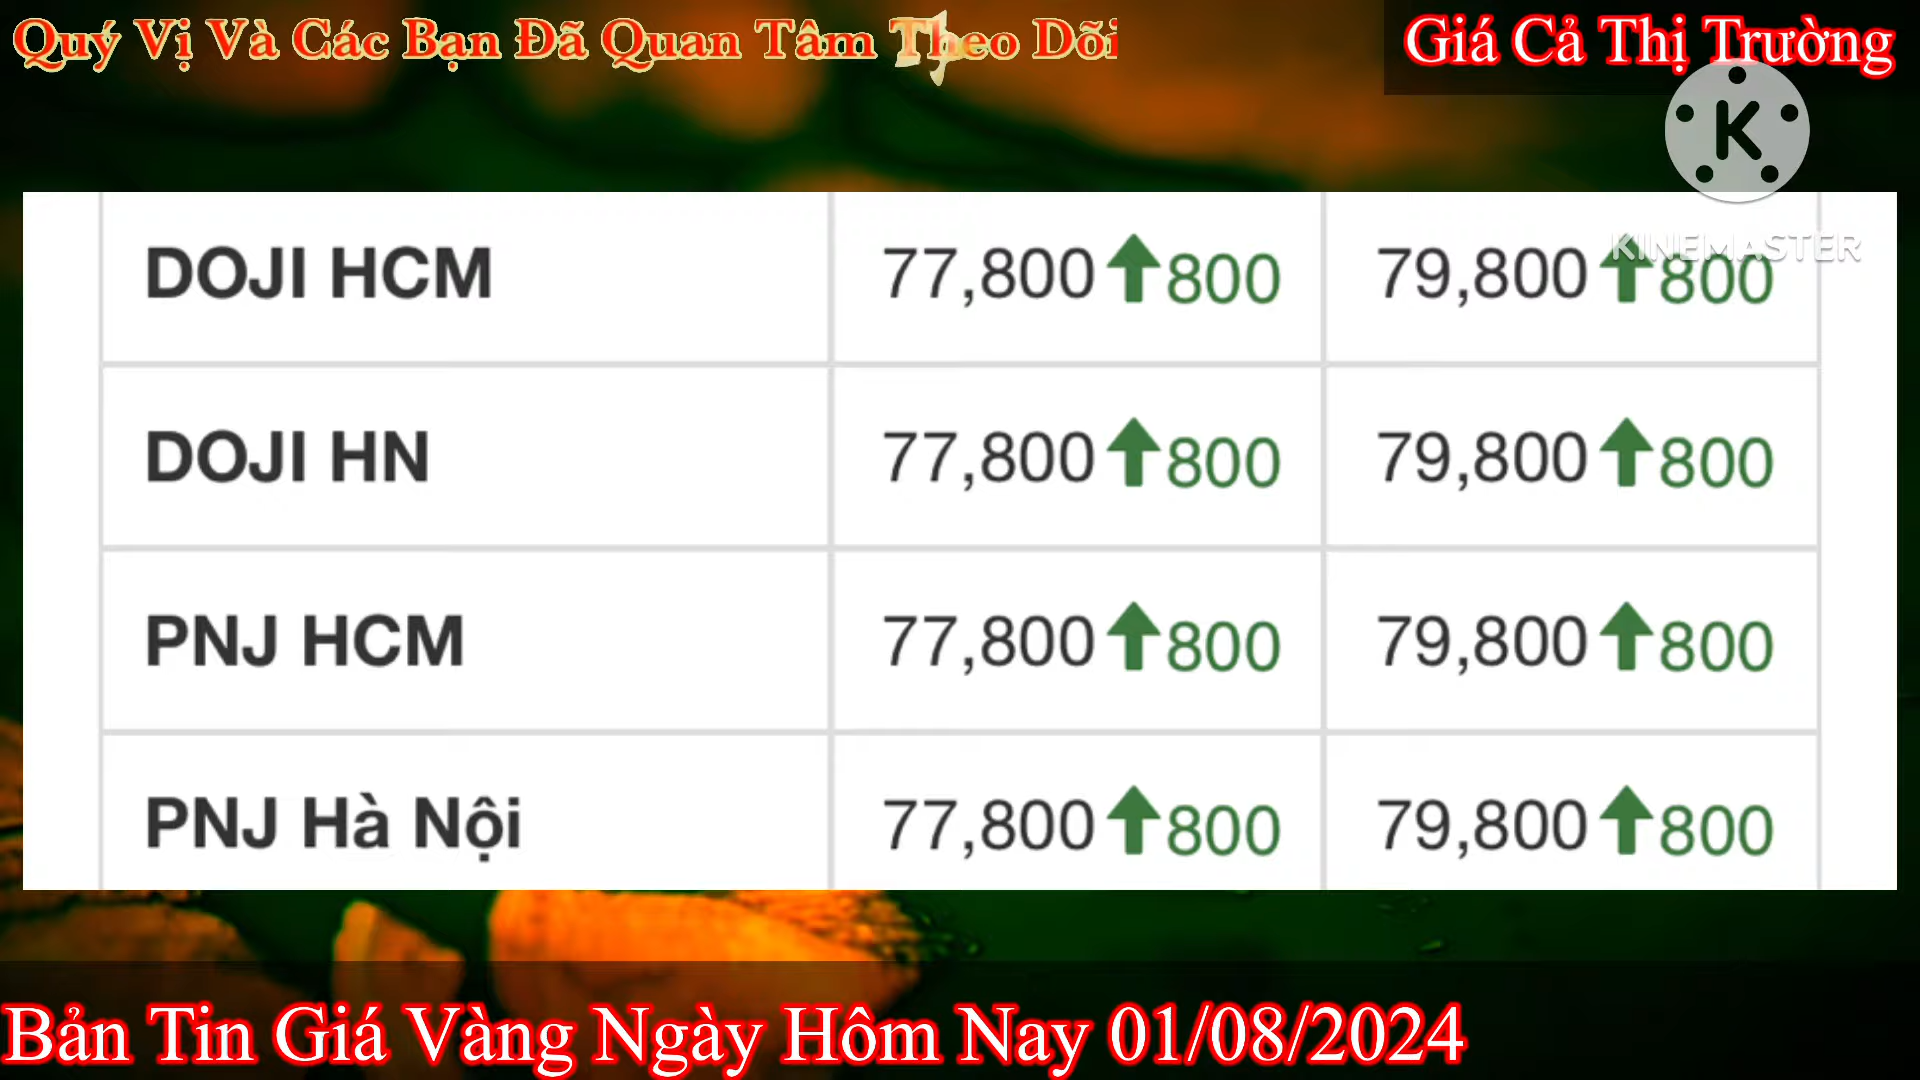 Quý Vị Và Các Bạn Đã Quan Tâm Theo Dõi
Giá Cả Thị Trường
K
KINEMASTER
DOJI HCM 77,800 800 79,800 800
DOJI HN 77,800 800 79,800 800
PNJ HCM 77,800 800 79,800 800
PNJ Hà Nội 77,800 800 79,800 800
Bản Tin Giá Vàng Ngày Hôm Nay 01/08/2024